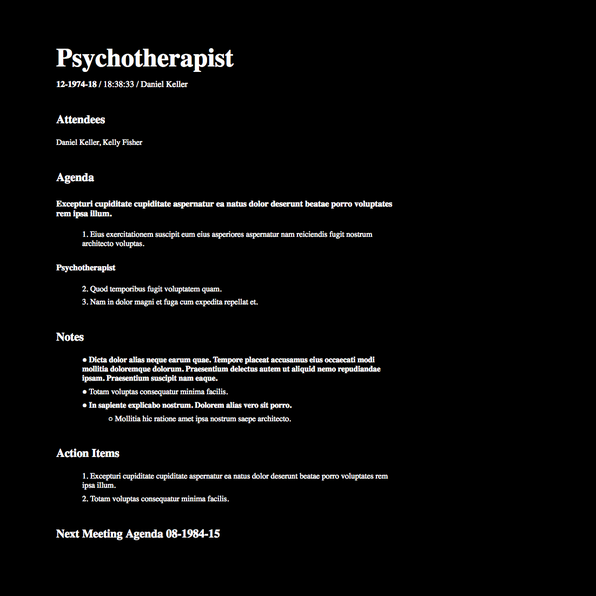 Psychotherapist
12-1974-18 / 18:38:33 / Daniel Keller
Attendees
Daniel Keller, Kelly Fisher
Agenda
Excepturi cupiditate cupiditate aspernatur ea natus dolor deserunt beatae porro voluptates
rem ipsa illum.
1. Eius exercitationem suscipit eum eius asperiores aspernatur nam reiciendis fugit nostrum
architecto voluptas.
Psychotherapist
2. Quod temporibus fugit voluptatem quam.
3. Nam in dolor magni et fuga cum expedita repellat et.
Notes
● Dicta dolor alias neque earum quae. Tempore placeat accusamus eius occaecati modi
mollitia doloremque dolorum. Praesentium delectus autem ut aliquid nemo repudiandae
ipsam. Praesentium suscipit nam eaque.
● Totam voluptas consequatur minima facilis.
● In sapiente explicabo nostrum. Dolorem alias vero sit porro.
○ Mollitia hic ratione amet ipsa nostrum saepe architecto.
Action Items
1. Excepturi cupiditate cupiditate aspernatur ea natus dolor deserunt beatae porro voluptates rem
ipsa illum.
2. Totam voluptas consequatur minima facilis.
Next Meeting Agenda 08-1984-15